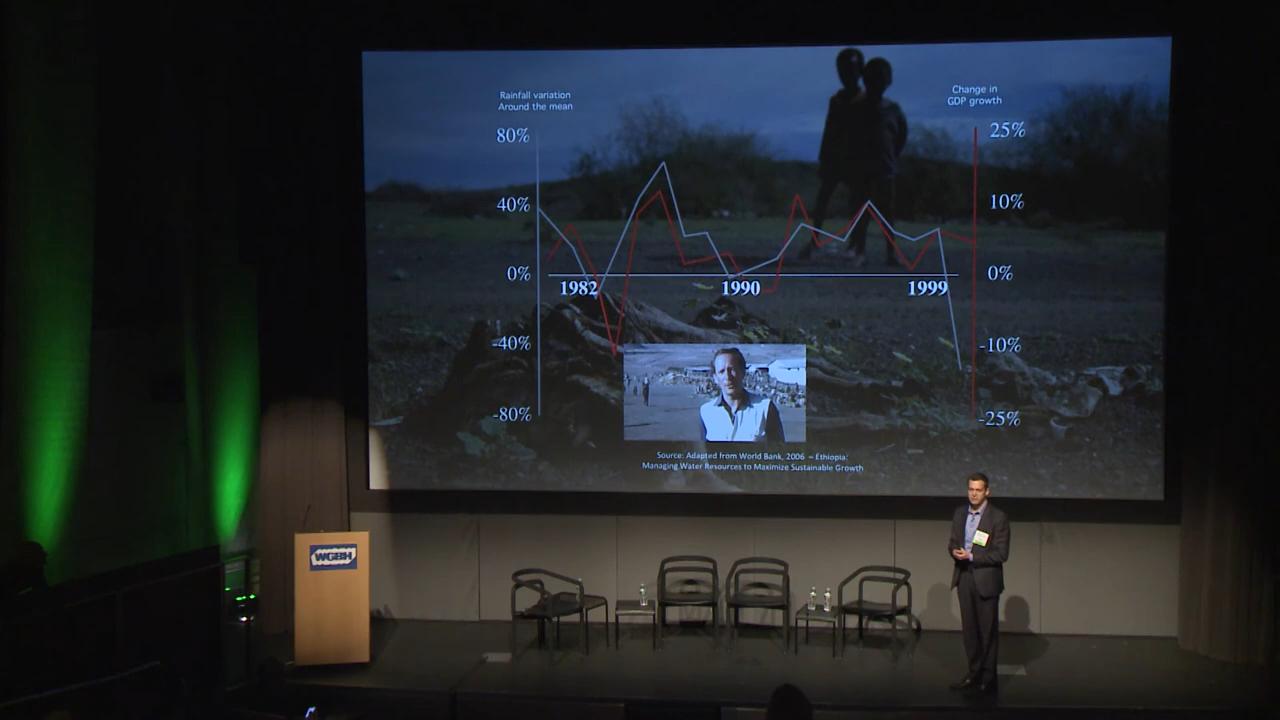 Rainfall variation
Around the mean
Change in
GDP growth
80%
25%
40%
10%
0%
0%
1982
1990
1999
-40%
-10%
-80%
-25%
Source: Adapted from World Bank, 2006 – Ethiopia:
Managing Water Resources to Maximize Sustainable Growth
WGBH